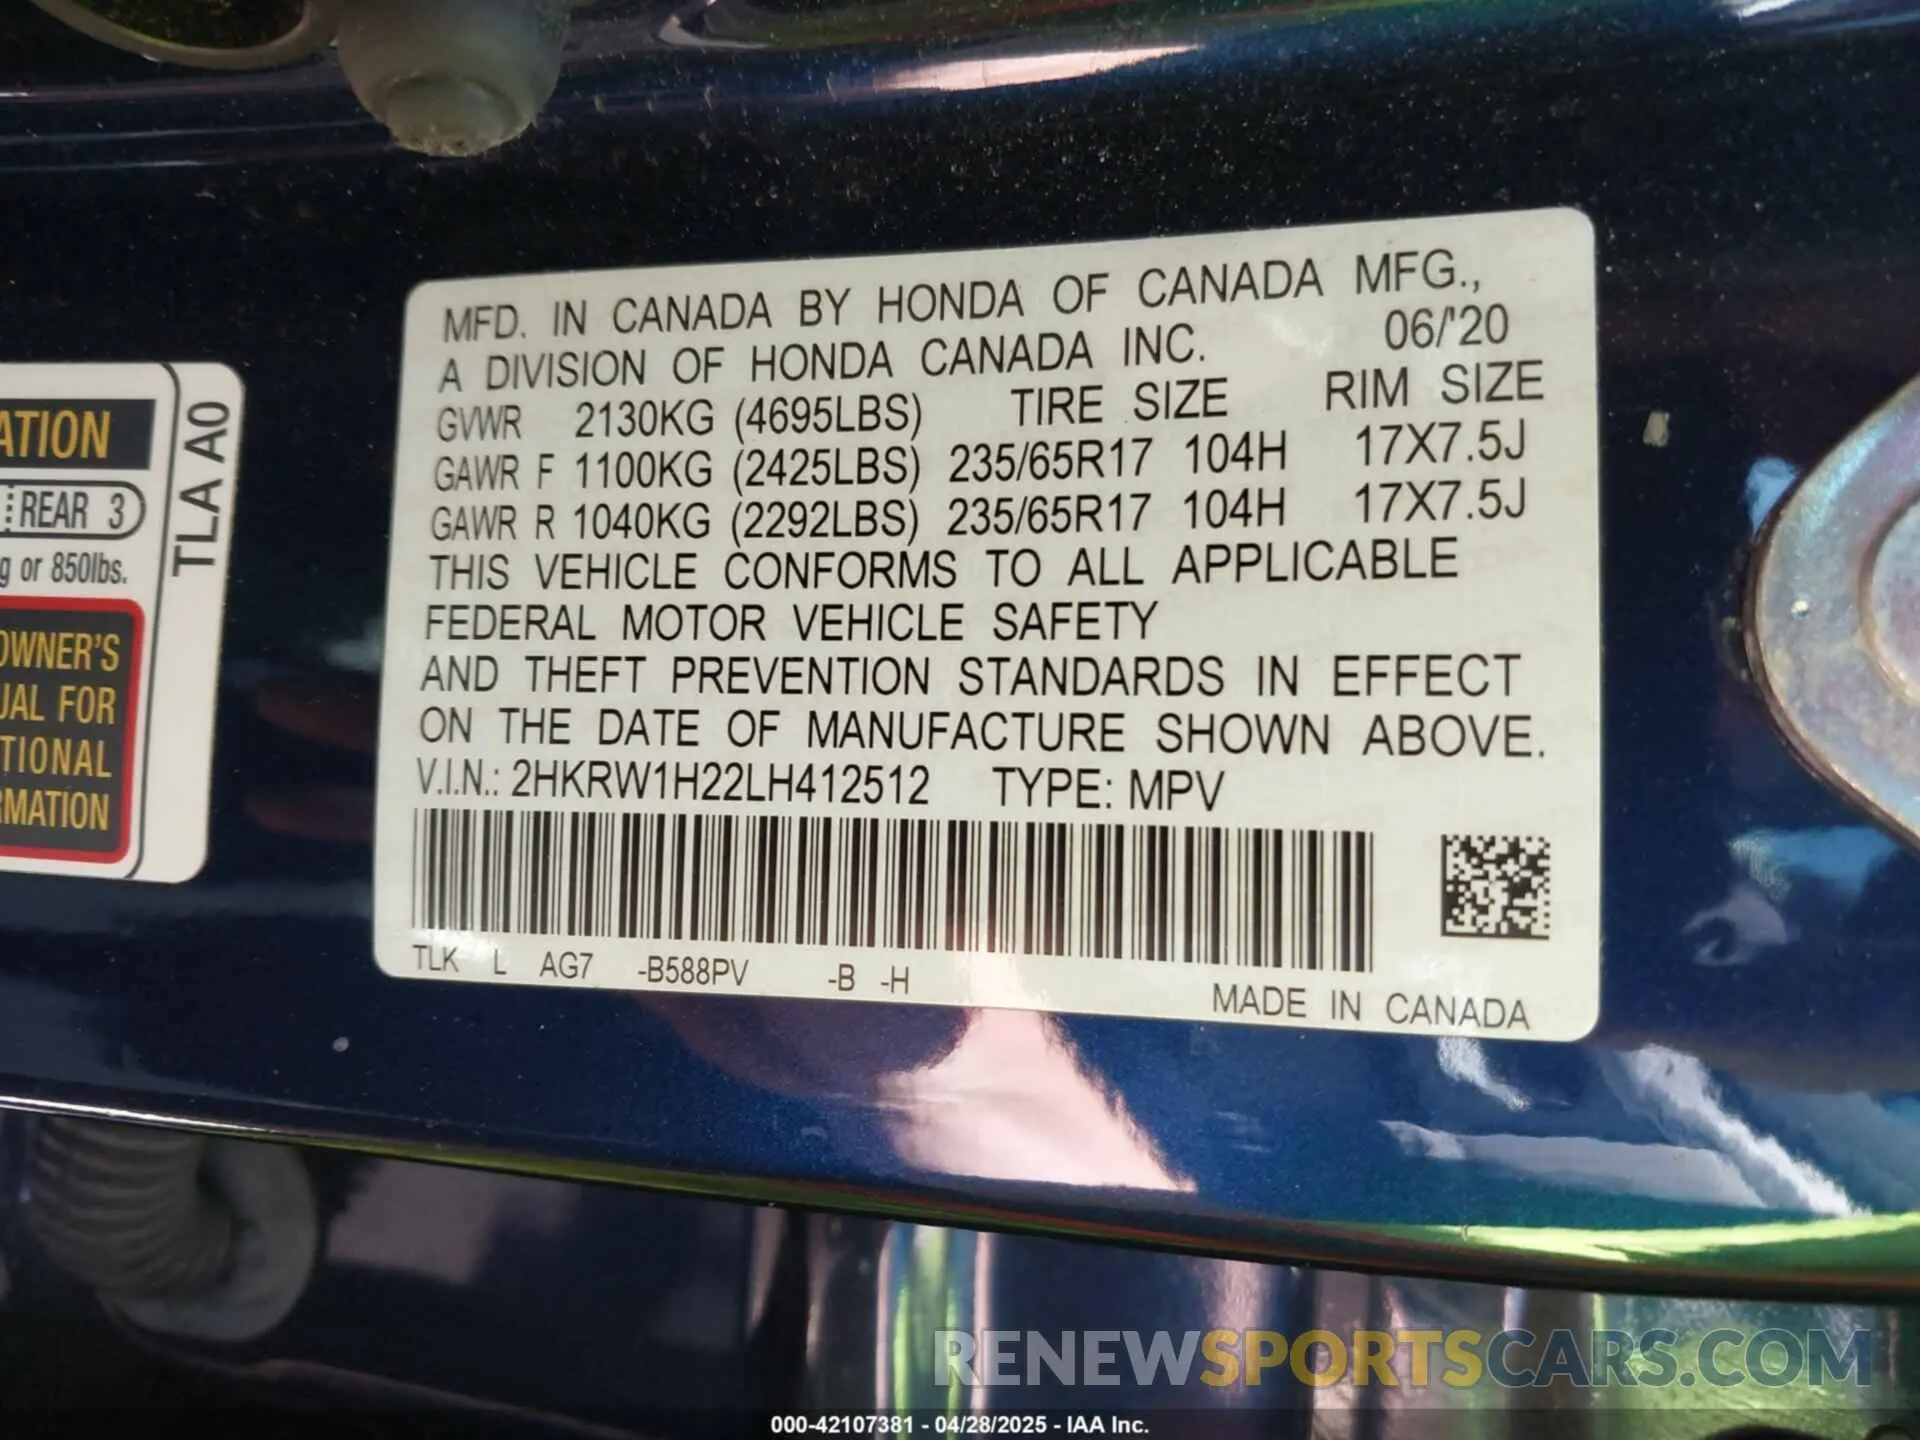 MFD. IN CANADA BY HONDA OF CANADA MFG.,
A DIVISION OF HONDA CANADA INC. 06/'20
GVWR 2130KG (4695LBS) TIRE SIZE RIM SIZE
GAWR F 1100KG (2425LBS) 235/65R17 104H 17X7.5J
GAWR R 1040KG (2292LBS) 235/65R17 104H 17X7.5J
THIS VEHICLE CONFORMS TO ALL APPLICABLE
FEDERAL MOTOR VEHICLE SAFETY
AND THEFT PREVENTION STANDARDS IN EFFECT
ON THE DATE OF MANUFACTURE SHOWN ABOVE.
V.I.N.: 2HKRW1H22LH412512 TYPE: MPV
TLK L AG7 -B588PV -B -H
MADE IN CANADA
ATION
REAR 3
g or 850lbs.
OWNER'S
UAL FOR
TIONAL
RMATION
TLA A0
RENEWSPORTSCARS.COM
000-42107381 - 04/28/2025 - IAA Inc.